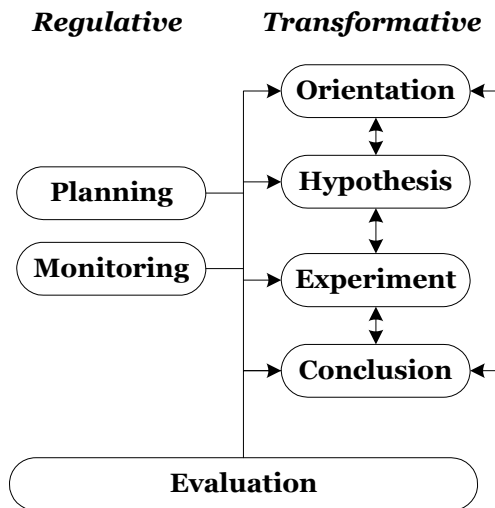 Regulative Transformative
Orientation
Planning
Hypothesis
Monitoring
Experiment
Conclusion
Evaluation